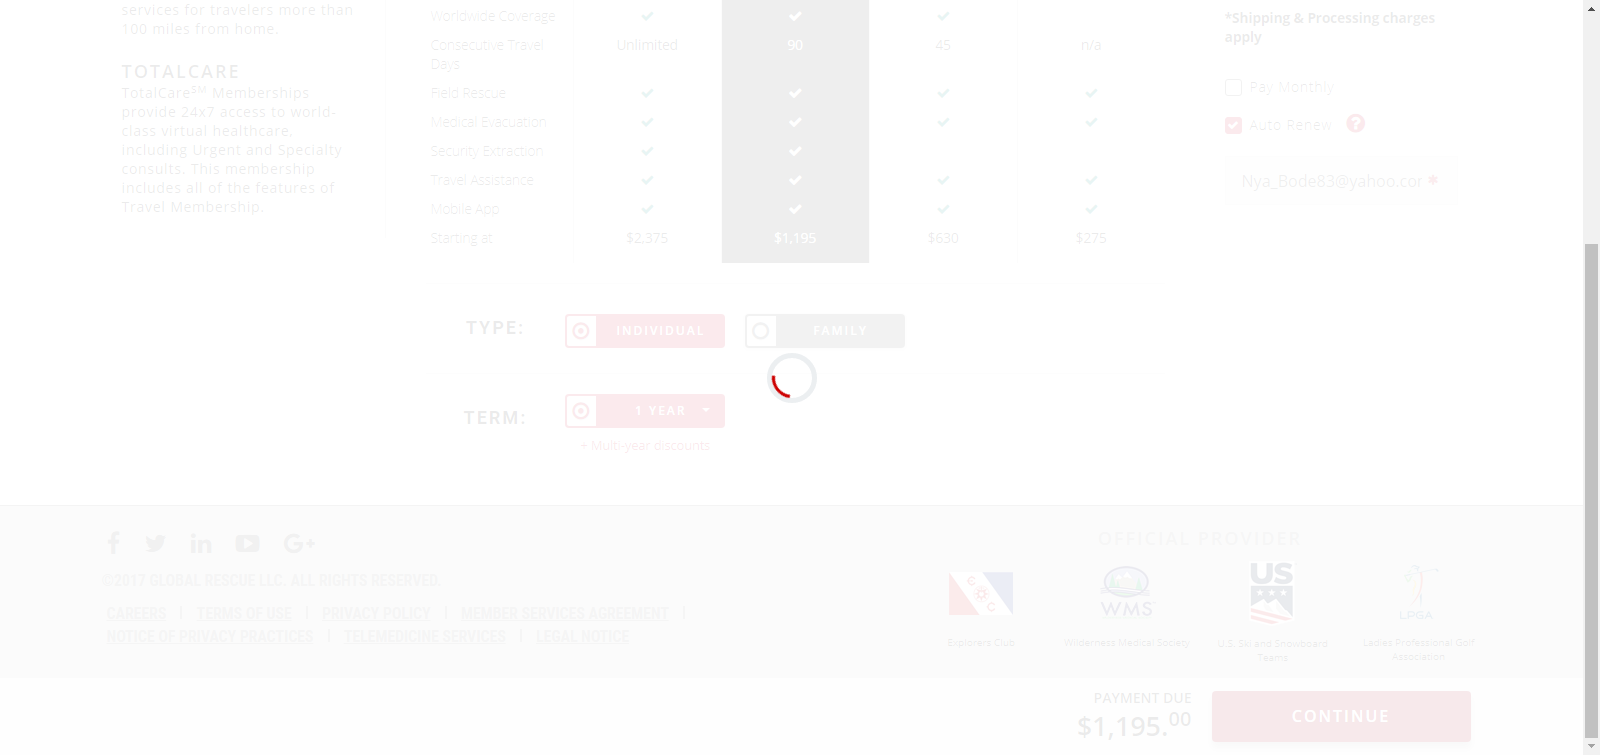 services for travelers more than
100 miles from home.
TOTALCARE
TotalCareSM Memberships
provide 24x7 access to world-
class virtual healthcare,
including Urgent and Specialty
consults. This membership
includes all of the features of
Travel Membership.
Worldwide Coverage
Consecutive Travel Days Unlimited 90 45 n/a
Field Rescue
Medical Evacuation
Security Extraction
Travel Assistance
Mobile App
Starting at $2,375 $1,195 $630 $275
*Shipping & Processing charges
apply
Pay Monthly
Auto Renew ?
Nya_Bode83@yahoo.cor *
TYPE: INDIVIDUAL FAMILY
TERM: 1 YEAR
+ Multi-year discounts
©2017 GLOBAL RESCUE LLC. ALL RIGHTS RESERVED.
CAREERS | TERMS OF USE | PRIVACY POLICY | MEMBER SERVICES AGREEMENT |
NOTICE OF PRIVACY PRACTICES | TELEMEDICINE SERVICES | LEGAL NOTICE
OFFICIAL PROVIDER
WMS
US
LPGA
Explorers Club
Wilderness Medical Society
U.S. Ski and Snowboard
Teams
Ladies Professional Golf
Association
PAYMENT DUE
$1,195.00
CONTINUE